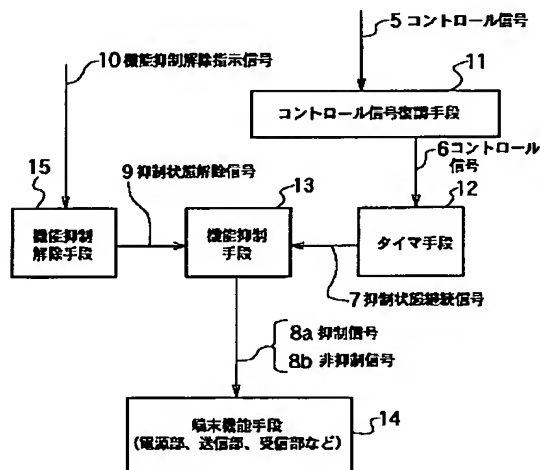 5 コントロール信号
10 機能抑制解除指示信号
11
コントロール信号復調手段
6 コントロール
信号
15
9 抑制状態解除信号
13
12
機能抑制
解除手段
機能抑制
手段
タイマ手段
7 抑制状態継続信号
8a 抑制信号
8b 非抑制信号
端末機能手段
(電源部、送信部、受信部など)
14